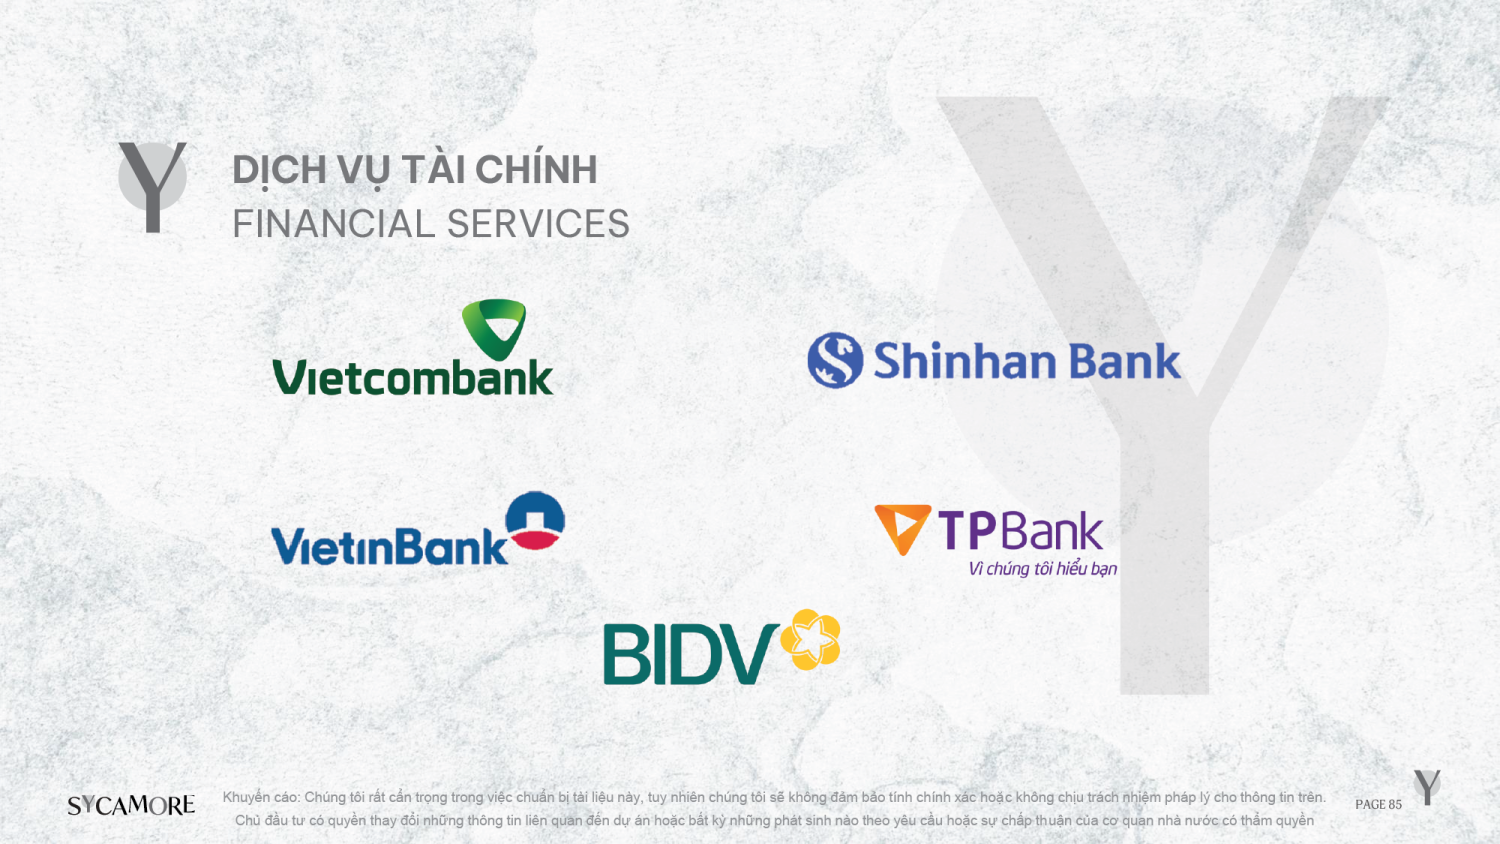 DỊCH VỤ TÀI CHÍNH
FINANCIAL SERVICES
Vietcombank
Shinhan Bank
VietinBank
TPBank
Vì chúng tôi hiểu bạn
BIDV
SYCAMORE
Khuyến cáo: Chúng tôi rất cẩn trọng trong việc chuẩn bị tài liệu này, tuy nhiên chúng tôi sẽ không đảm bảo tính chính xác hoặc không chịu trách nhiệm pháp lý cho thông tin trên.
Chủ đầu tư có quyền thay đổi những thông tin liên quan đến dự án hoặc bất kỳ những phát sinh nào theo yêu cầu hoặc sự chấp thuận của cơ quan nhà nước có thẩm quyền
PAGE 85